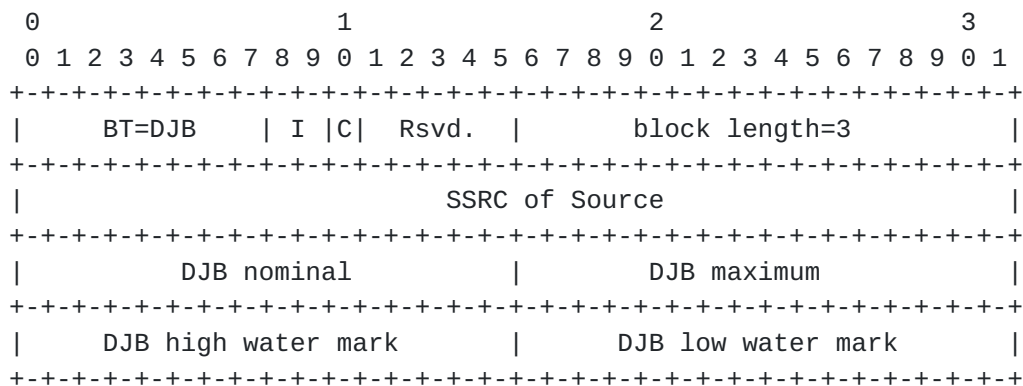 0                   1                   2                   3
0 1 2 3 4 5 6 7 8 9 0 1 2 3 4 5 6 7 8 9 0 1 2 3 4 5 6 7 8 9 0 1
+-+-+-+-+-+-+-+-+-+-+-+-+-+-+-+-+-+-+-+-+-+-+-+-+-+-+-+-+-+-+-+-+
|     BT=DJB    | I |C|  Rsvd.  |       block length=3          |
+-+-+-+-+-+-+-+-+-+-+-+-+-+-+-+-+-+-+-+-+-+-+-+-+-+-+-+-+-+-+-+-+
|                           SSRC of Source                      |
+-+-+-+-+-+-+-+-+-+-+-+-+-+-+-+-+-+-+-+-+-+-+-+-+-+-+-+-+-+-+-+-+
|          DJB nominal          |        DJB maximum            |
+-+-+-+-+-+-+-+-+-+-+-+-+-+-+-+-+-+-+-+-+-+-+-+-+-+-+-+-+-+-+-+-+
|     DJB high water mark       |      DJB low water mark       |
+-+-+-+-+-+-+-+-+-+-+-+-+-+-+-+-+-+-+-+-+-+-+-+-+-+-+-+-+-+-+-+-+